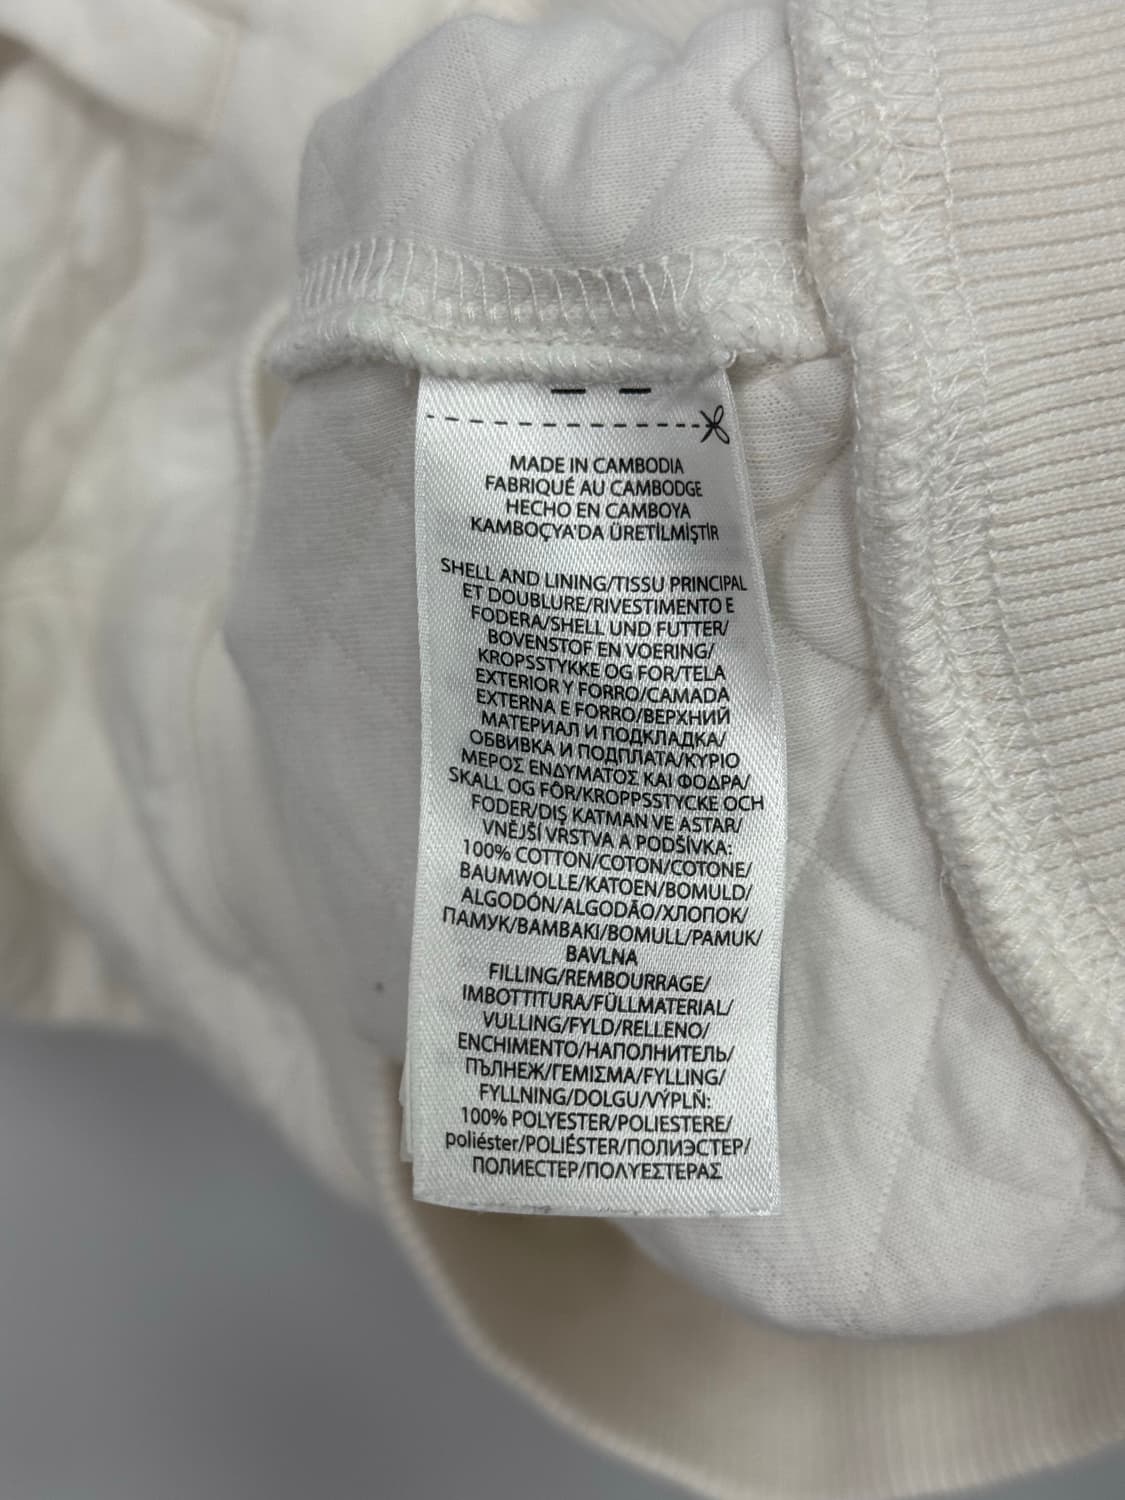 MADE IN CAMBODIA
FABRIQUÉ AU CAMBODGE
HECHO EN CAMBOYA
KAMBOÇYA'DA ÜRETİLMİŞTİR
SHELL AND LINING/TISSU PRINCIPAL
ET DOUBLURE/RIVESTIMENTO E
FODERA/SHELL UND FUTTER/
BOVENSTOF EN VOERING/
KROPSSTYKKE OG FOR/TELA
EXTERIOR Y FORRO/CAMADA
EXTERNA E FORRO/ВЕРХНИЙ
МАТЕРИАЛ И ПОДКЛАДКА/
ОБВИВКА И ПОДПЛАТА/ΚΥΡΙΟ
ΜΕΡΟΣ ΕΝΔΥΜΑΤΟΣ ΚΑΙ ΦΟΔΡΑ/
SKALL OG FÔR/KROPPSSTYCKE OCH
FODER/DIŞ KATMAN VE ASTAR/
VNĚJŠÍ VRSTVA A PODŠÍVKA:
100% COTTON/COTON/COTONE/
BAUMWOLLE/KATOEN/BOMULD/
ALGODÓN/ALGODÃO/ХЛОПОК/
ПАМУК/ΒΑΜΒΑΚΙ/BOMULL/PAMUK/
BAVLNA
FILLING/REMBOURRAGE/
IMBOTTITURA/FÜLLMATERIAL/
VULLING/FYLD/RELLENO/
ENCHIMENTO/НАПОЛНИТЕЛЬ/
ПЪЛНЕЖ/ΓΕΜΙΣΜΑ/FYLLING/
FYLLNING/DOLGU/VÝPLŇ:
100% POLYESTER/POLIESTERE/
poliéster/POLIÉSTER/ПОЛИЭСТЕР/
ПОЛИЕСТЕР/ΠΟΛΥΕΣΤΕΡΑΣ